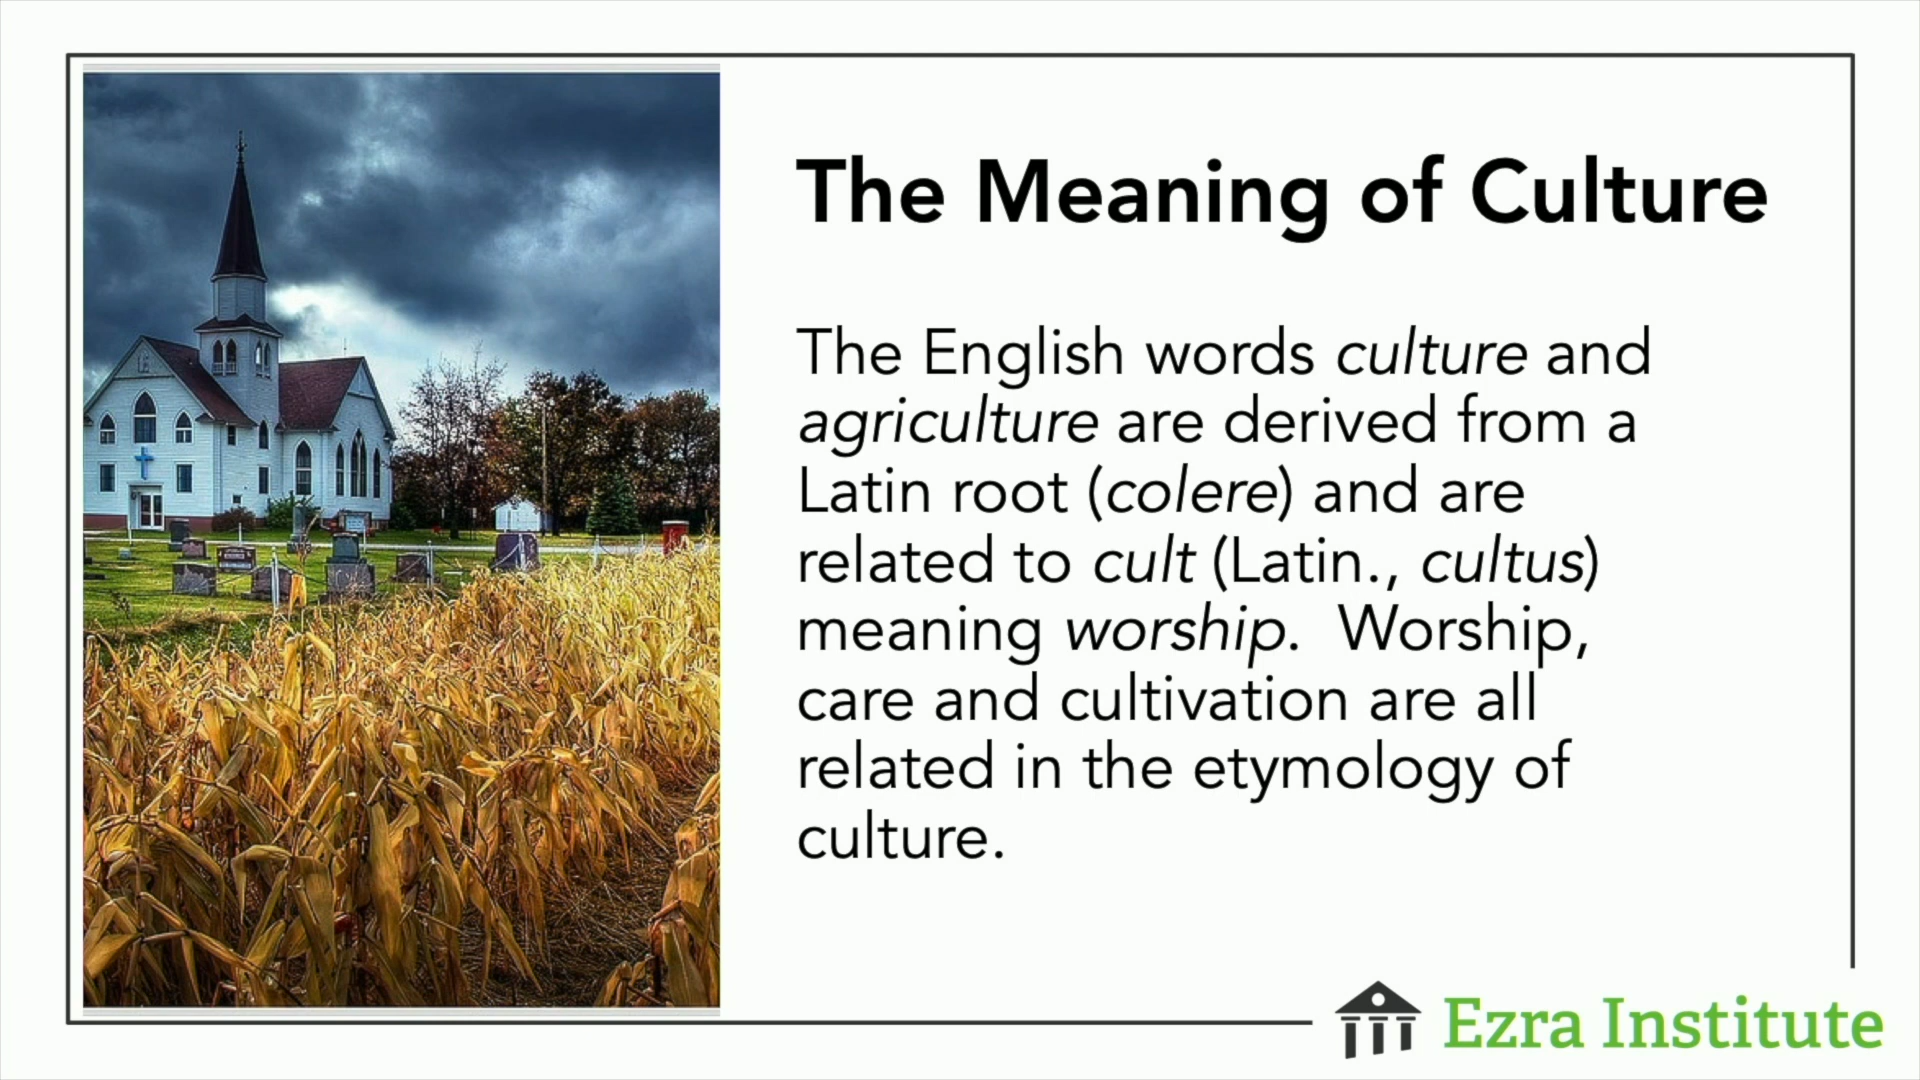 The Meaning of Culture
The English words culture and
agriculture are derived from a
Latin root (colere) and are
related to cult (Latin., cultus)
meaning worship.  Worship,
care and cultivation are all
related in the etymology of
culture.
Ezra Institute